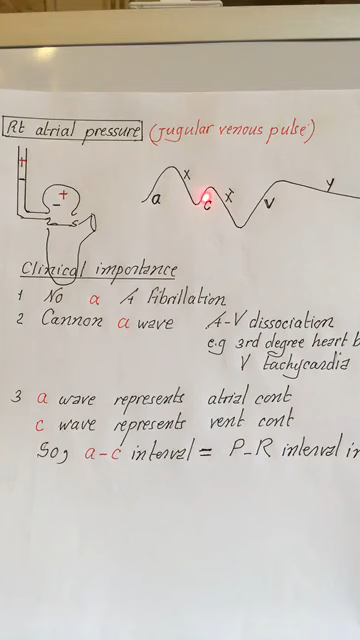 Rt atrial pressure (jugular venous pulse)
+
+
−
a x c x̄ v y
Clinical importance
1 No a A fibrillation
2 Cannon a wave A-V dissociation
e.g 3rd degree heart b
V tachycardia
3 a wave represents atrial cont
c wave represents vent cont
So, a-c interval = P-R interval in